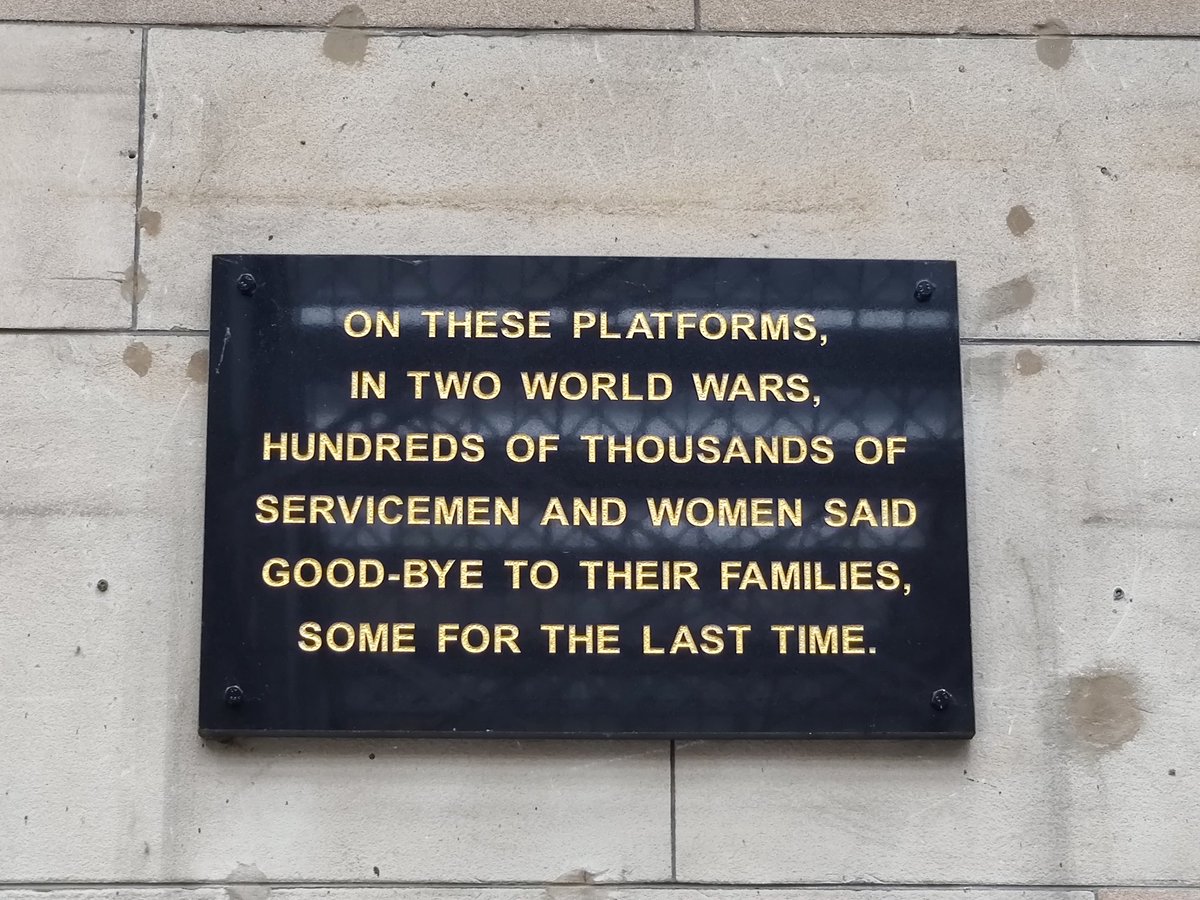 ON THESE PLATFORMS,
IN TWO WORLD WARS,
HUNDREDS OF THOUSANDS OF
SERVICEMEN AND WOMEN SAID
GOOD-BYE TO THEIR FAMILIES,
SOME FOR THE LAST TIME.